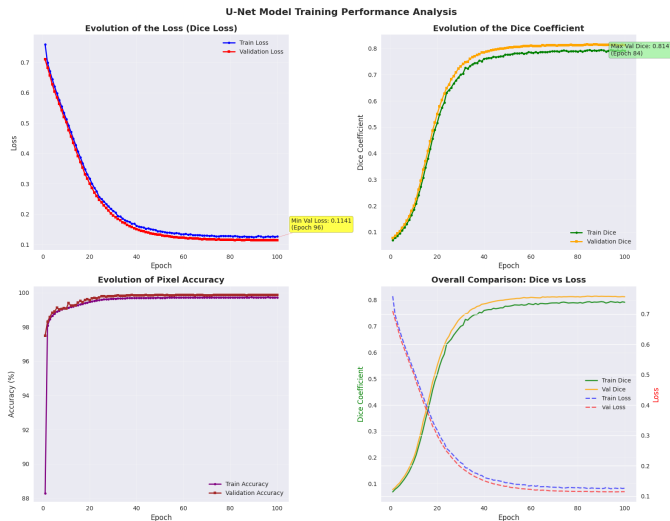 U-Net Model Training Performance Analysis
Evolution of the Loss (Dice Loss)
Train Loss
Validation Loss
0.7
0.6
0.5
0.4
0.3
0.2
0.1
Loss
Min Val Loss: 0.1141
(Epoch 96)
0 20 40 60 80 100
Epoch
Evolution of the Dice Coefficient
Max Val Dice: 0.814
(Epoch 84)
0.8
0.7
0.6
0.5
0.4
0.3
0.2
0.1
Dice Coefficient
Train Dice
Validation Dice
0 20 40 60 80 100
Epoch
Evolution of Pixel Accuracy
100
98
96
94
92
90
88
Accuracy (%)
Train Accuracy
Validation Accuracy
0 20 40 60 80 100
Epoch
Overall Comparison: Dice vs Loss
0.8
0.7
0.6
0.5
0.4
0.3
0.2
0.1
Dice Coefficient
Train Dice
Val Dice
Train Loss
Val Loss
0.7
0.6
0.5
0.4
0.3
0.2
0.1
Loss
0 20 40 60 80 100
Epoch